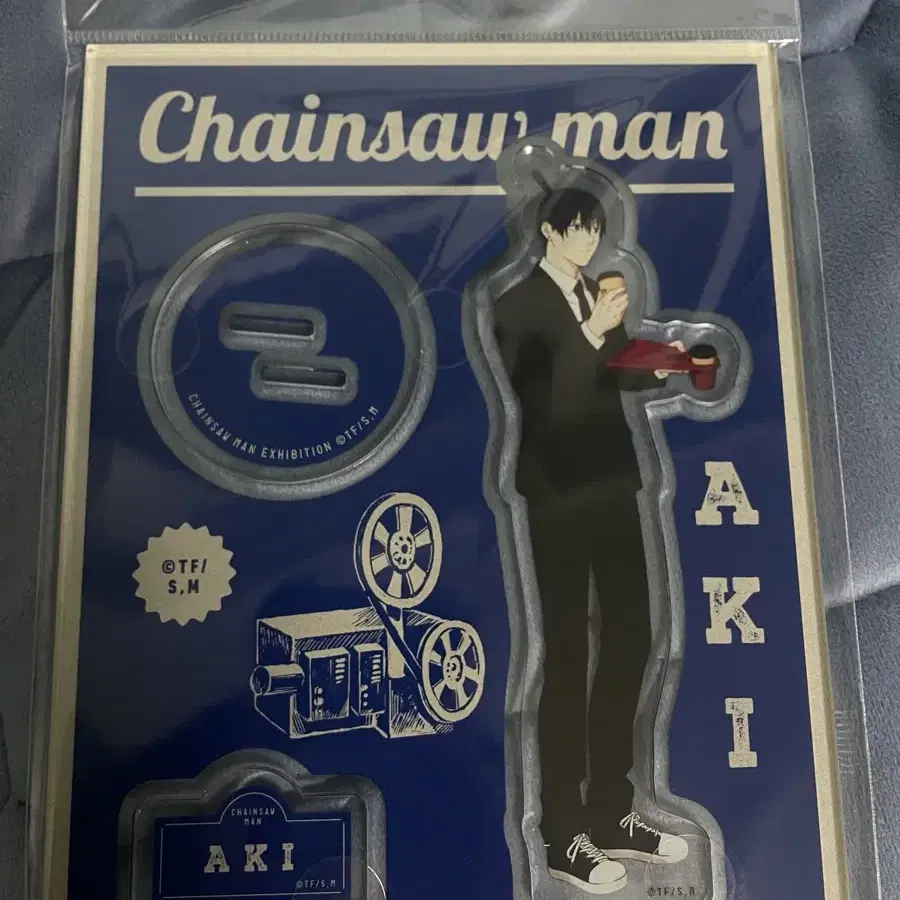 Chainsaw man
CHAINSAW MAN EXHIBITION ©TF/S,M
©TF/
S,M
A
K
I
CHAINSAW
MAN
AKI
©TF/S,M
©TF/S,M